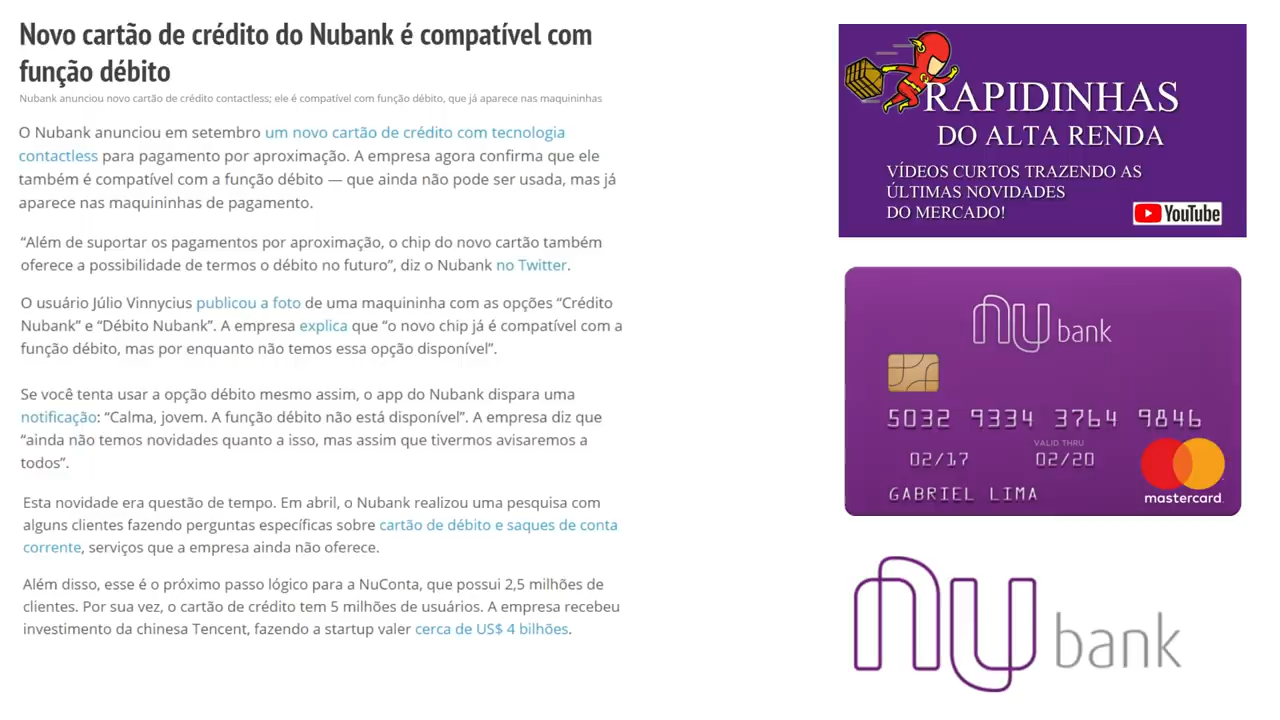 Novo cartão de crédito do Nubank é compatível com
função débito
Nubank anunciou novo cartão de crédito contactless; ele é compatível com função débito, que já aparece nas maquininhas
O Nubank anunciou em setembro um novo cartão de crédito com tecnologia
contactless para pagamento por aproximação. A empresa agora confirma que ele
também é compatível com a função débito — que ainda não pode ser usada, mas já
aparece nas maquininhas de pagamento.
“Além de suportar os pagamentos por aproximação, o chip do novo cartão também
oferece a possibilidade de termos o débito no futuro”, diz o Nubank no Twitter.
O usuário Júlio Vinnycius publicou a foto de uma maquininha com as opções “Crédito
Nubank” e “Débito Nubank”. A empresa explica que “o novo chip já é compatível com a
função débito, mas por enquanto não temos essa opção disponível”.
Se você tenta usar a opção débito mesmo assim, o app do Nubank dispara uma
notificação: “Calma, jovem. A função débito não está disponível”. A empresa diz que
“ainda não temos novidades quanto a isso, mas assim que tivermos avisaremos a
todos”.
Esta novidade era questão de tempo. Em abril, o Nubank realizou uma pesquisa com
alguns clientes fazendo perguntas específicas sobre cartão de débito e saques de conta
corrente, serviços que a empresa ainda não oferece.
Além disso, esse é o próximo passo lógico para a NuConta, que possui 2,5 milhões de
clientes. Por sua vez, o cartão de crédito tem 5 milhões de usuários. A empresa recebeu
investimento da chinesa Tencent, fazendo a startup valer cerca de US$ 4 bilhões.
RAPIDINHAS
DO ALTA RENDA
VÍDEOS CURTOS TRAZENDO AS
ÚLTIMAS NOVIDADES
DO MERCADO!
YouTube
nu bank
5032 9334 3764 9846
VALID THRU
02/17 02/20
GABRIEL LIMA
mastercard.
nu bank